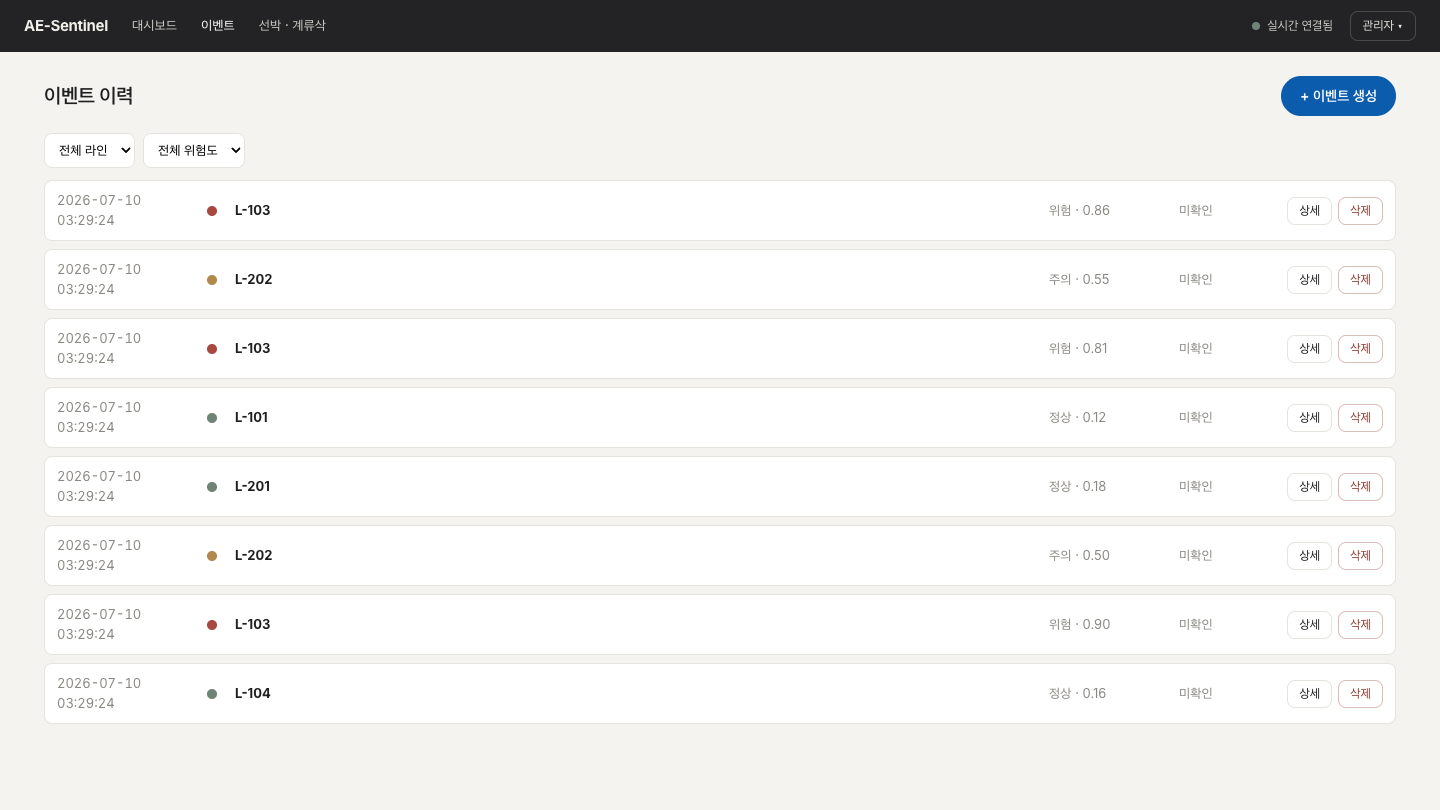 AE-Sentinel 대시보드 이벤트 선박 · 계류삭 실시간 연결됨 관리자 ▾
이벤트 이력 + 이벤트 생성
전체 라인 전체 위험도
2026-07-10
03:29:24
L-103 위험 · 0.86 미확인 상세 삭제
2026-07-10
03:29:24
L-202 주의 · 0.55 미확인 상세 삭제
2026-07-10
03:29:24
L-103 위험 · 0.81 미확인 상세 삭제
2026-07-10
03:29:24
L-101 정상 · 0.12 미확인 상세 삭제
2026-07-10
03:29:24
L-201 정상 · 0.18 미확인 상세 삭제
2026-07-10
03:29:24
L-202 주의 · 0.50 미확인 상세 삭제
2026-07-10
03:29:24
L-103 위험 · 0.90 미확인 상세 삭제
2026-07-10
03:29:24
L-104 정상 · 0.16 미확인 상세 삭제